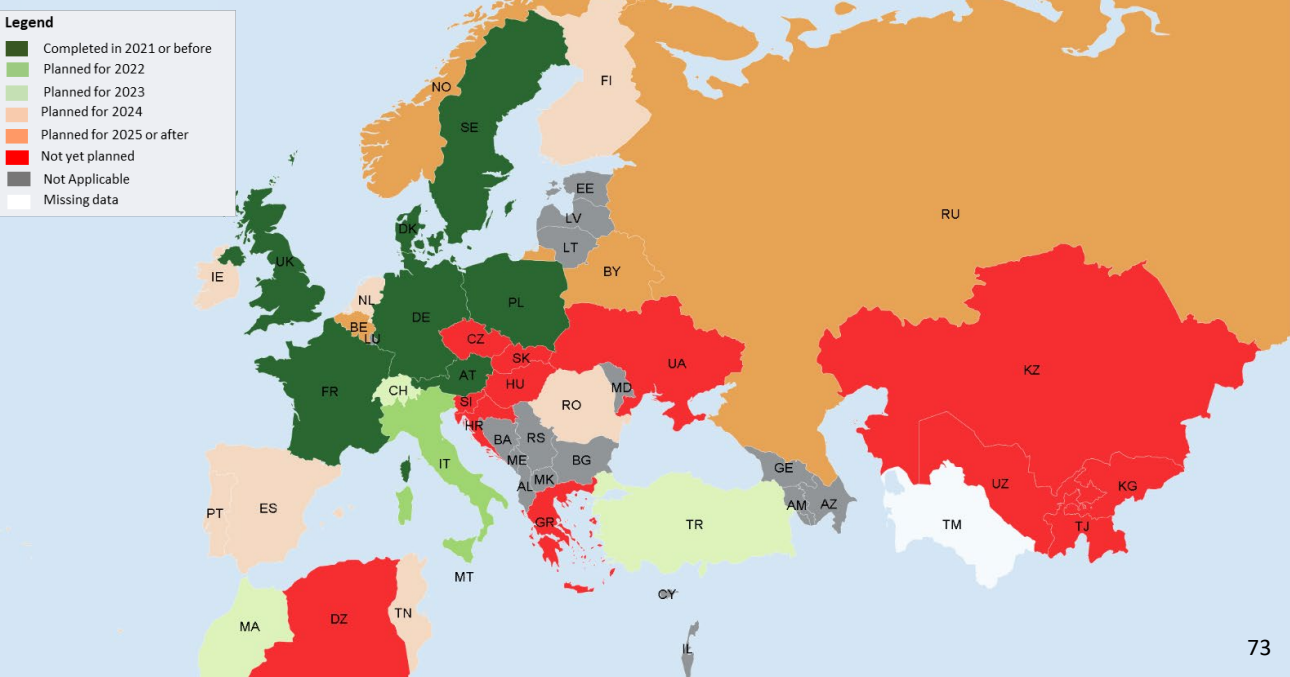 Legend
Completed in 2021 or before
Planned for 2022
Planned for 2023
Planned for 2024
Planned for 2025 or after
Not yet planned
Not Applicable
Missing data
FI
NO
SE
EE
RU
LV
DK
LT
UK
BY
IE
NL
PL
DE
BE
LU
CZ
SK
UA
KZ
AT
HU
MD
CH
FR
SI
RO
HR
BA
RS
IT
ME
BG
GE
MK
UZ
KG
AL
PT
ES
AM
AZ
GR
TR
TM
TJ
MT
CY
TN
DZ
MA
IL
73